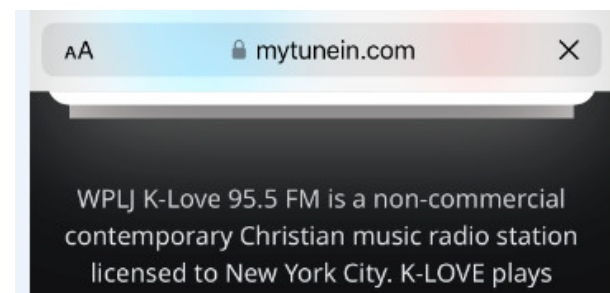 AA mytunein.com
WPLJ K-Love 95.5 FM is a non-commercial
contemporary Christian music radio station
licensed to New York City. K-LOVE plays